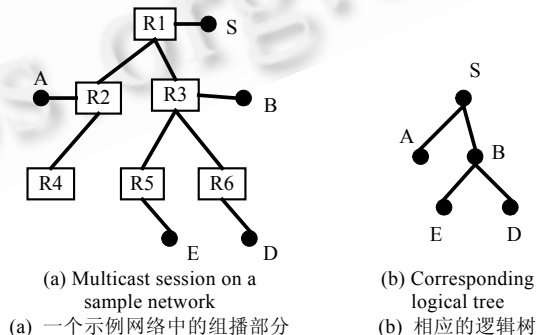 R1
S
A
R2
R3
B
R4
R5
R6
E
D
S
A
B
E
D
(a) Multicast session on a
sample network
(a) 一个示例网络中的组播部分
(b) Corresponding
logical tree
(b) 相应的逻辑树